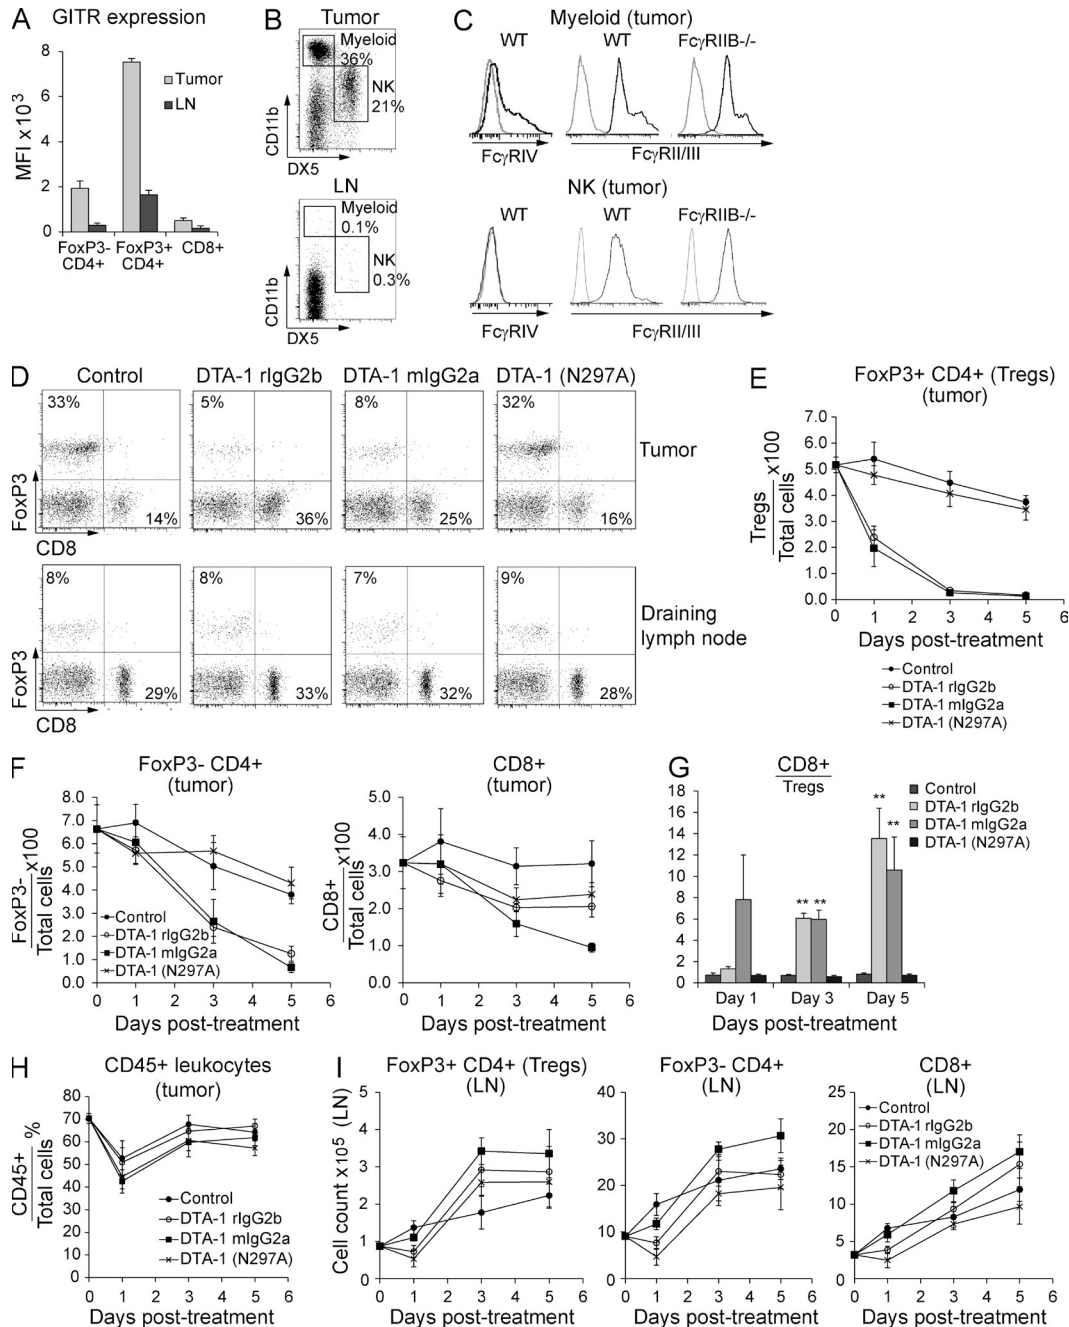 A GITR expression
8
6
4
2
0
MFI x 10³
Tumor
LN
FoxP3-
CD4+
FoxP3+
CD4+
CD8+
B Tumor
Myeloid
36%
NK
21%
CD11b
DX5
LN
Myeloid
0.1%
NK
0.3%
CD11b
DX5
C Myeloid (tumor)
WT WT FcγRIIB-/-
FcγRIV FcγRII/III
NK (tumor)
WT WT FcγRIIB-/-
FcγRIV FcγRII/III
D Control DTA-1 rIgG2b DTA-1 mIgG2a DTA-1 (N297A)
33% 5% 8% 32%
Tumor
FoxP3
14% 36% 25% 16%
CD8
8% 8% 7% 9%
Draining
lymph node
FoxP3
29% 33% 32% 28%
CD8
E FoxP3+ CD4+ (Tregs)
(tumor)
7.0
6.0
5.0
4.0
3.0
2.0
1.0
0.0
Tregs
Total cells
x100
0 1 2 3 4 5 6
Days post-treatment
Control
DTA-1 rIgG2b
DTA-1 mIgG2a
DTA-1 (N297A)
F FoxP3- CD4+
(tumor)
8.0
7.0
6.0
5.0
4.0
3.0
2.0
1.0
0.0
FoxP3-
Total cells
x100
Control
DTA-1 rIgG2b
DTA-1 mIgG2a
DTA-1 (N297A)
0 1 2 3 4 5 6
Days post-treatment
CD8+
(tumor)
5.0
4.0
3.0
2.0
1.0
0.0
CD8+
Total cells
x100
0 1 2 3 4 5 6
Days post-treatment
G CD8+
Tregs
Control
DTA-1 rIgG2b
DTA-1 mIgG2a
DTA-1 (N297A)
18
16
14
12
10
8
6
4
2
0
** ** ** **
Day 1 Day 3 Day 5
Days post-treatment
H CD45+ leukocytes
(tumor)
80
70
60
50
40
30
20
10
0
CD45+
Total cells
%
Control
DTA-1 rIgG2b
DTA-1 mIgG2a
DTA-1 (N297A)
0 1 2 3 4 5 6
Days post-treatment
I FoxP3+ CD4+ (Tregs)
(LN)
5
4
3
2
1
0
Cell count x10⁵ (LN)
0 1 2 3 4 5 6
Days post-treatment
FoxP3- CD4+
(LN)
40
30
20
10
0
0 1 2 3 4 5 6
Days post-treatment
CD8+
(LN)
25
20
15
10
5
0
Control
DTA-1 rIgG2b
DTA-1 mIgG2a
DTA-1 (N297A)
0 1 2 3 4 5 6
Days post-treatment